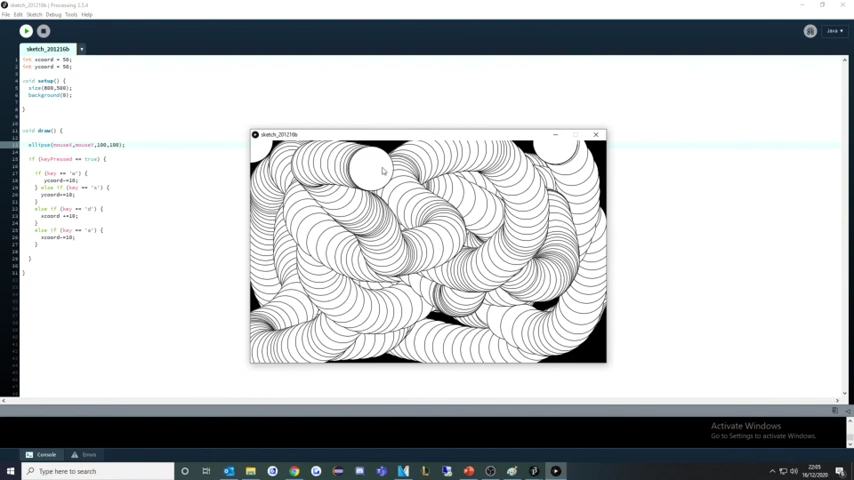 sketch_201216b | Processing 3.5.4
File Edit Sketch Debug Tools Help
Java
sketch_201216b
1 int xcoord = 50;
2 int ycoord = 50;
void setup() {
size(800,500);
background(0);
}
void draw() {
ellipse(mouseX,mouseY,100,100);
if (keyPressed == true) {
if (key == 'w') {
ycoord-=10;
} else if (key == 's') {
ycoord+=10;
}
else if (key == 'd') {
xcoord +=10;
}
else if (key == 'a') {
xcoord-=10;
}
}
}
sketch_201216b
Activate Windows
Go to Settings to activate Windows.
Console Errors
Type here to search
22:05
16/12/2020